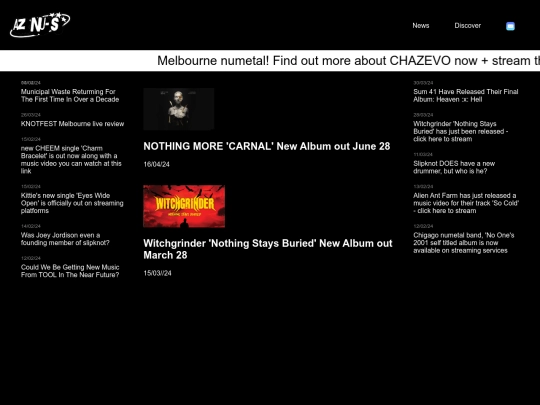 News
Discover
Melbourne numetal! Find out more about CHAZEVO now + stream th
Municipal Waste Returning For
The First Time In Over a Decade
26/03/24
KNOTFEST Melbourne live review
15/02/24
new CHEEM single 'Charm
Bracelet' is out now along with a
music video you can watch at this
link
15/02/24
Kittie's new single 'Eyes Wide
Open' is officially out on streaming
platforms
14/02/24
Was Joey Jordison even a
founding member of slipknot?
12/02/24
Could We Be Getting New Music
From TOOL In The Near Future?
NOTHING MORE 'CARNAL' New Album out June 28
16/04/24
WITCHGRINDER
NOTHING STAYS BURIED
Witchgrinder 'Nothing Stays Buried' New Album out
March 28
15/03//24
30/03/24
Sum 41 Have Released Their Final
Album: Heaven :x: Hell
28/03/24
Witchgrinder 'Nothing Stays
Buried' has just been released -
click here to stream
11/03/24
Slipknot DOES have a new
drummer, but who is he?
13/02/24
Alien Ant Farm has just released a
music video for their track 'So Cold'
- click here to stream
12/02/24
Chigago numetal band, 'No One's
2001 self titled album is now
available on streaming services